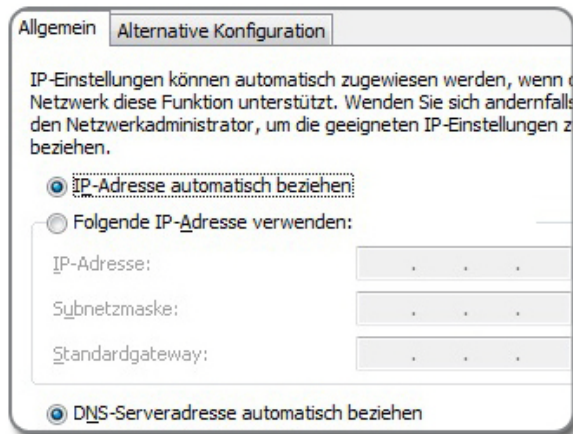 Allgemein
Alternative Konfiguration
IP-Einstellungen können automatisch zugewiesen werden, wenn
Netzwerk diese Funktion unterstützt. Wenden Sie sich andernfalls
den Netzwerkadministrator, um die geeigneten IP-Einstellungen
beziehen.
IP-Adresse automatisch beziehen
Folgende IP-Adresse verwenden:
IP-Adresse:
Subnetzmaske:
Standardgateway:
DNS-Serveradresse automatisch beziehen